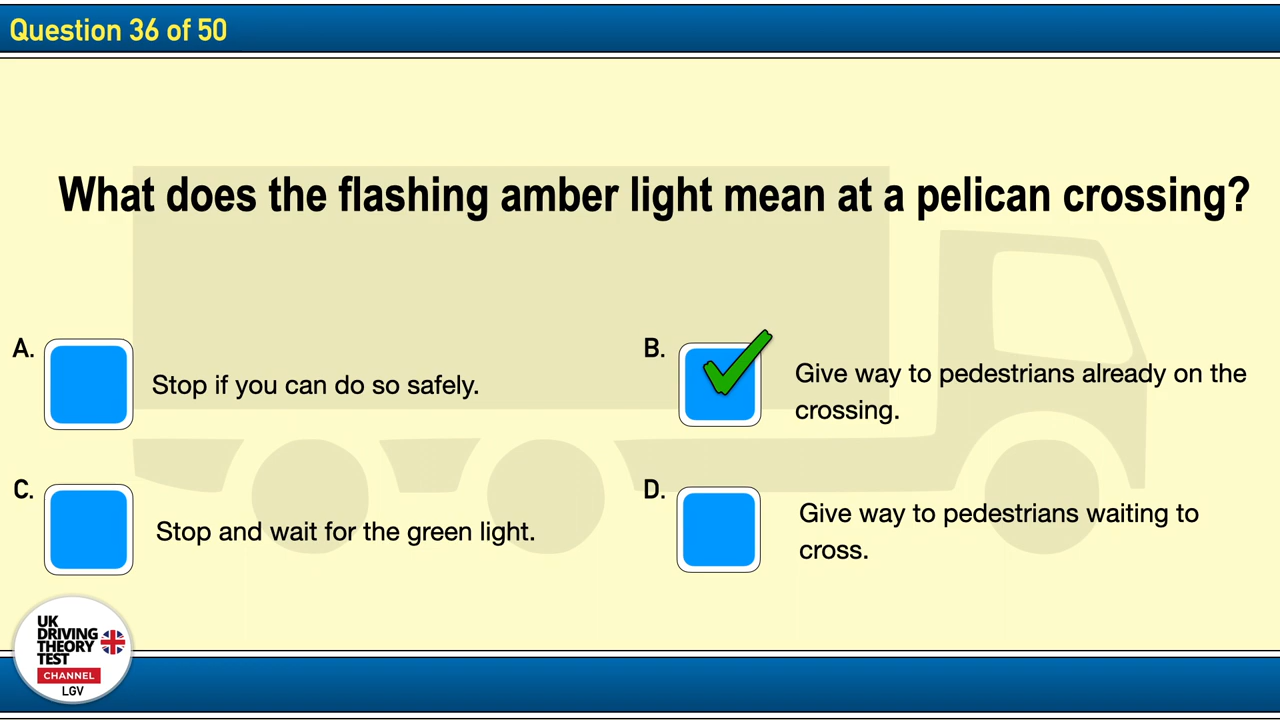 Question 36 of 50
What does the flashing amber light mean at a pelican crossing?
A.
Stop if you can do so safely.
B.
Give way to pedestrians already on the
crossing.
C.
Stop and wait for the green light.
D.
Give way to pedestrians waiting to
cross.
UK
DRIVING
THEORY
TEST
CHANNEL
LGV